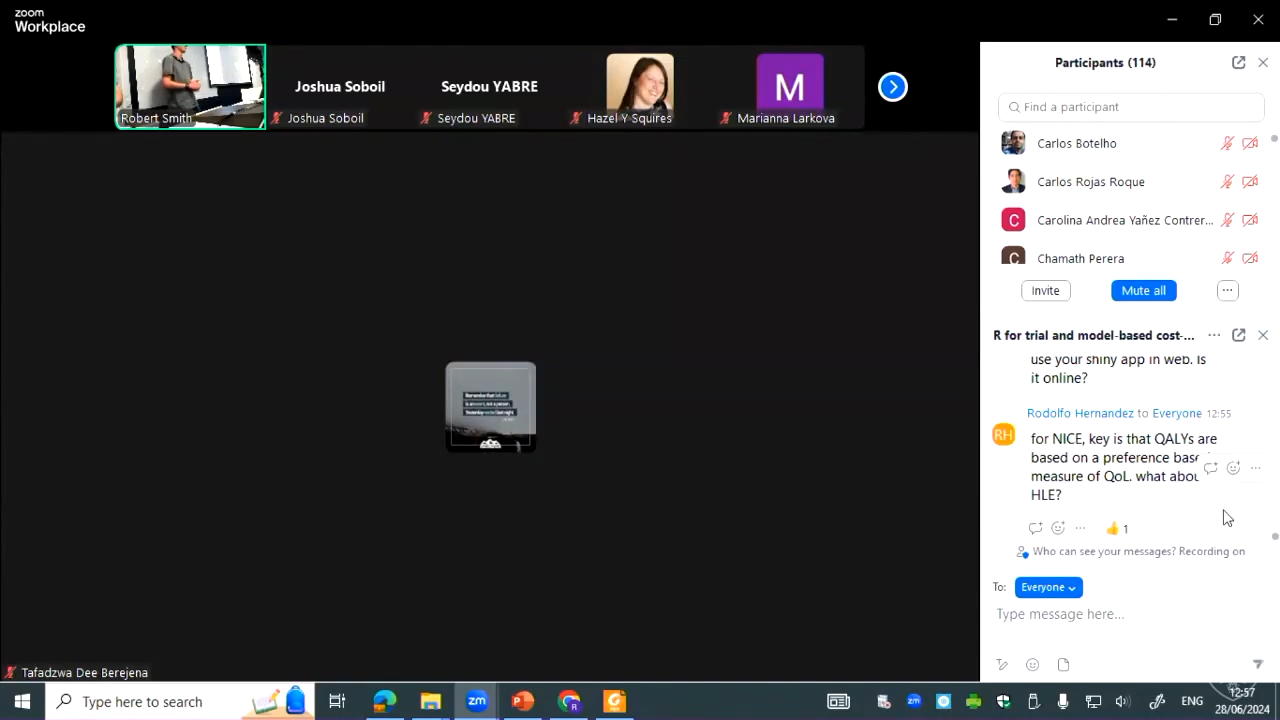 zoom
Workplace
Robert Smith
Joshua Soboil
Joshua Soboil
Seydou YABRE
Seydou YABRE
Hazel Y Squires
M
Marianna Larkova
Participants (114)
Find a participant
Carlos Botelho
Carlos Rojas Roque
C
Carolina Andrea Yañez Contrer...
C
Chamath Perera
Invite
Mute all
R for trial and model-based cost-...
use your shiny app in web. Is
it online?
Rodolfo Hernandez to Everyone 12:55
RH
for NICE, key is that QALYs are
based on a preference base
measure of QoL. what abou
HLE?
👍 1
Who can see your messages? Recording on
To: Everyone
Type message here...
Tafadzwa Dee Berejena
Type here to search
zm
zm
ENG
12:57
28/06/2024